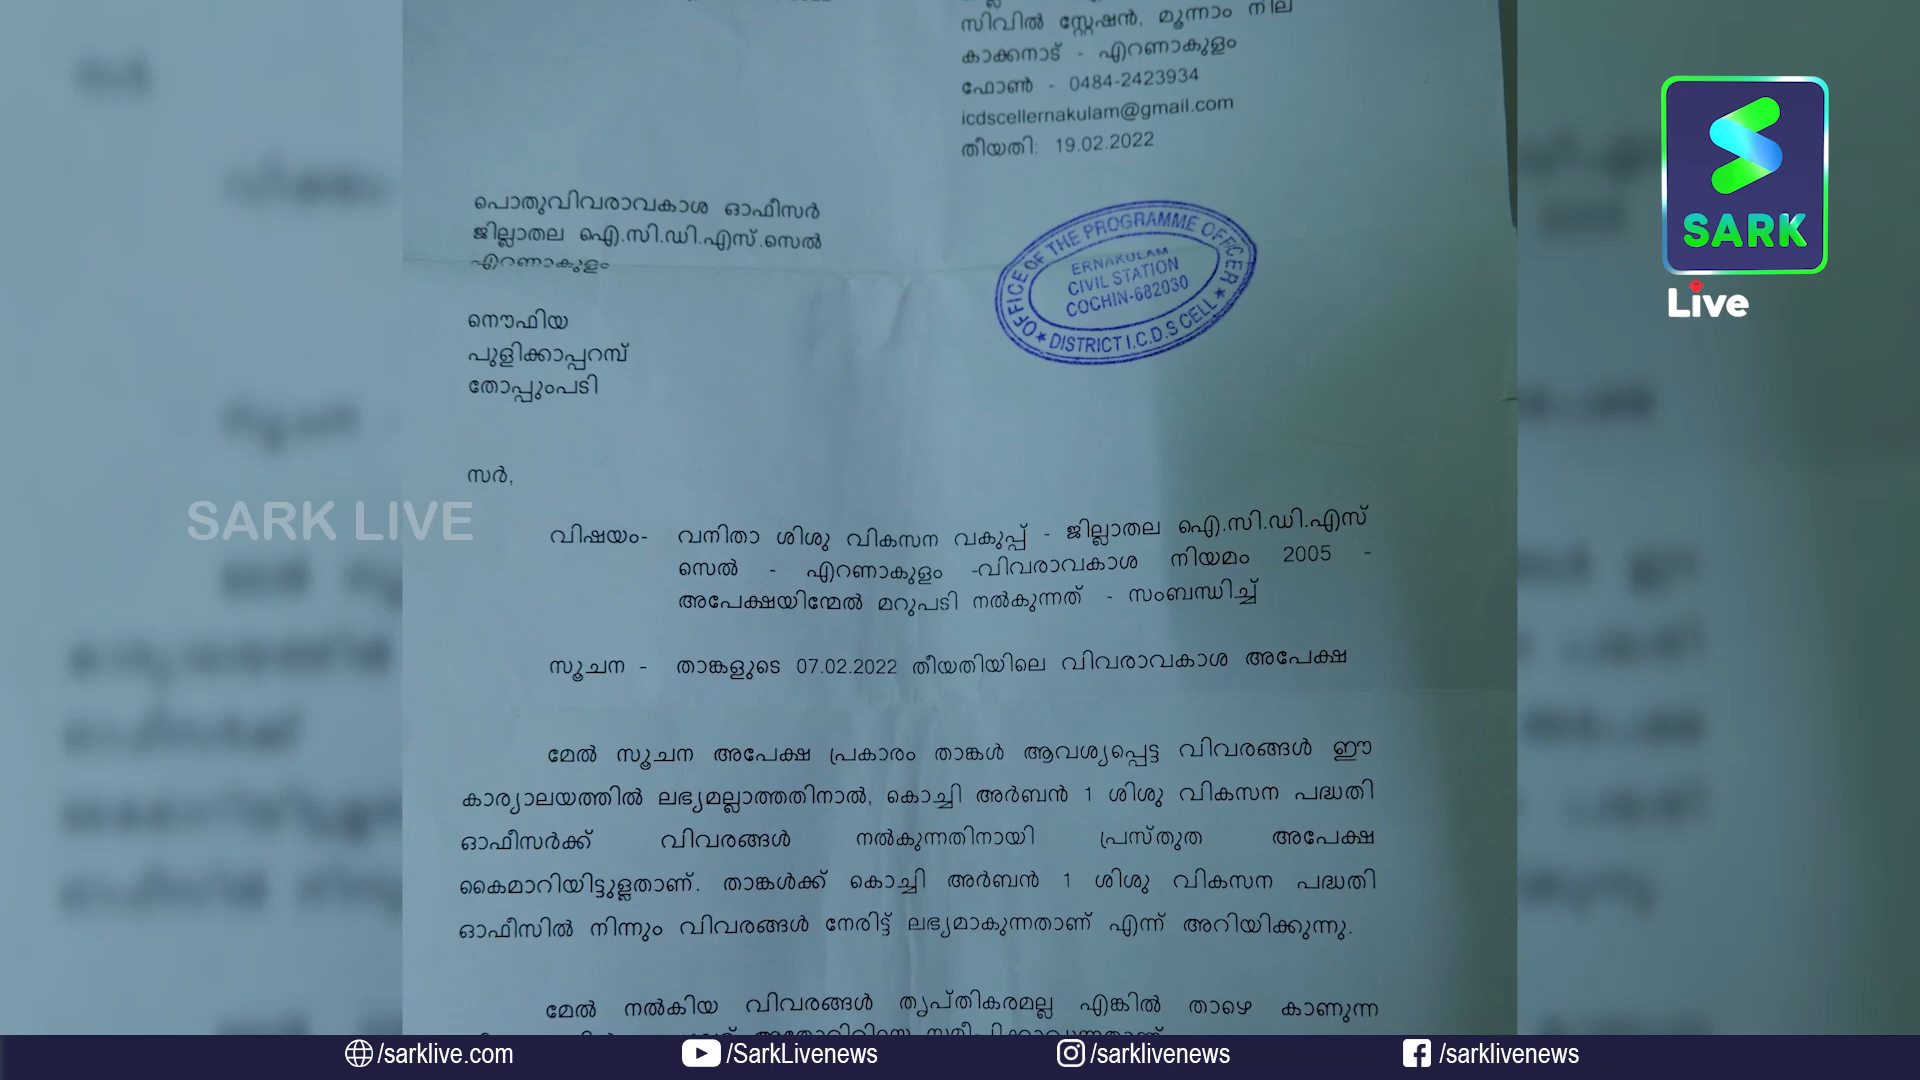 സിവിൽ സ്റ്റേഷൻ, മൂന്നാം നില
കാക്കനാട് - എറണാകുളം
ഫോൺ - 0484-2423934
icdscellernakulam@gmail.com
തീയതി: 19.02.2022
പൊതുവിവരാവകാശ ഓഫീസർ
ജില്ലാതല ഐ.സി.ഡി.എസ്.സെൽ
എറണാകുളം
OFFICE OF THE PROGRAMME OFFICER
ERNAKULAM
CIVIL STATION
COCHIN-682030
★ DISTRICT I.C.D.S CELL ★
നൌഫിയ
പുളിക്കാപ്പറമ്പ്
തോപ്പുംപടി
സർ,
വിഷയം- വനിതാ ശിശു വികസന വകുപ്പ് - ജില്ലാതല ഐ.സി.ഡി.എസ്
സെൽ - എറണാകുളം -വിവരാവകാശ നിയമം 2005 -
അപേക്ഷയിന്മേൽ മറുപടി നൽകുന്നത് - സംബന്ധിച്ച്
സൂചന - താങ്കളുടെ 07.02.2022 തീയതിയിലെ വിവരാവകാശ അപേക്ഷ
മേൽ സൂചന അപേക്ഷ പ്രകാരം താങ്കൾ ആവശ്യപ്പെട്ട വിവരങ്ങൾ ഈ
കാര്യാലയത്തിൽ ലഭ്യമല്ലാത്തതിനാൽ, കൊച്ചി അർബൻ 1 ശിശു വികസന പദ്ധതി
ഓഫീസർക്ക് വിവരങ്ങൾ നൽകുന്നതിനായി പ്രസ്തുത അപേക്ഷ
കൈമാറിയിട്ടുള്ളതാണ്. താങ്കൾക്ക് കൊച്ചി അർബൻ 1 ശിശു വികസന പദ്ധതി
ഓഫീസിൽ നിന്നും വിവരങ്ങൾ നേരിട്ട് ലഭ്യമാകുന്നതാണ് എന്ന് അറിയിക്കുന്നു.
മേൽ നൽകിയ വിവരങ്ങൾ തൃപ്തികരമല്ല എങ്കിൽ താഴെ കാണുന്ന
SARK LIVE
SARK
Live
/sarklive.com
/SarkLivenews
/sarklivenews
/sarklivenews